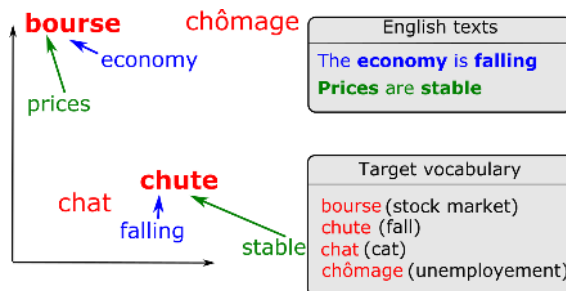 bourse
chômage
economy
prices
chute
chat
falling
stable
English texts
The economy is falling
Prices are stable
Target vocabulary
bourse (stock market)
chute (fall)
chat (cat)
chômage (unemployement)